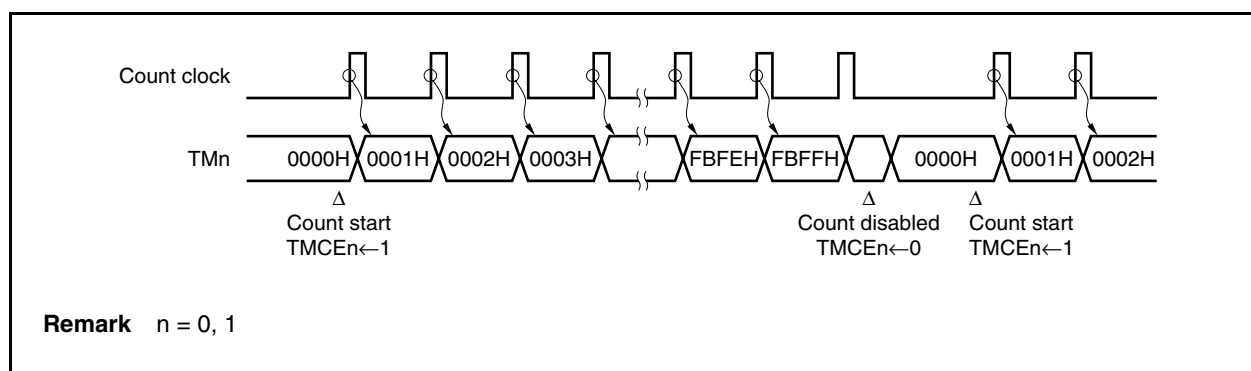 Count clock
TMn 0000H 0001H 0002H 0003H FBFEH FBFFH 0000H 0001H 0002H
Δ Δ Δ
Count start Count disabled Count start
TMCEn←1 TMCEn←0 TMCEn←1
Remark n = 0, 1